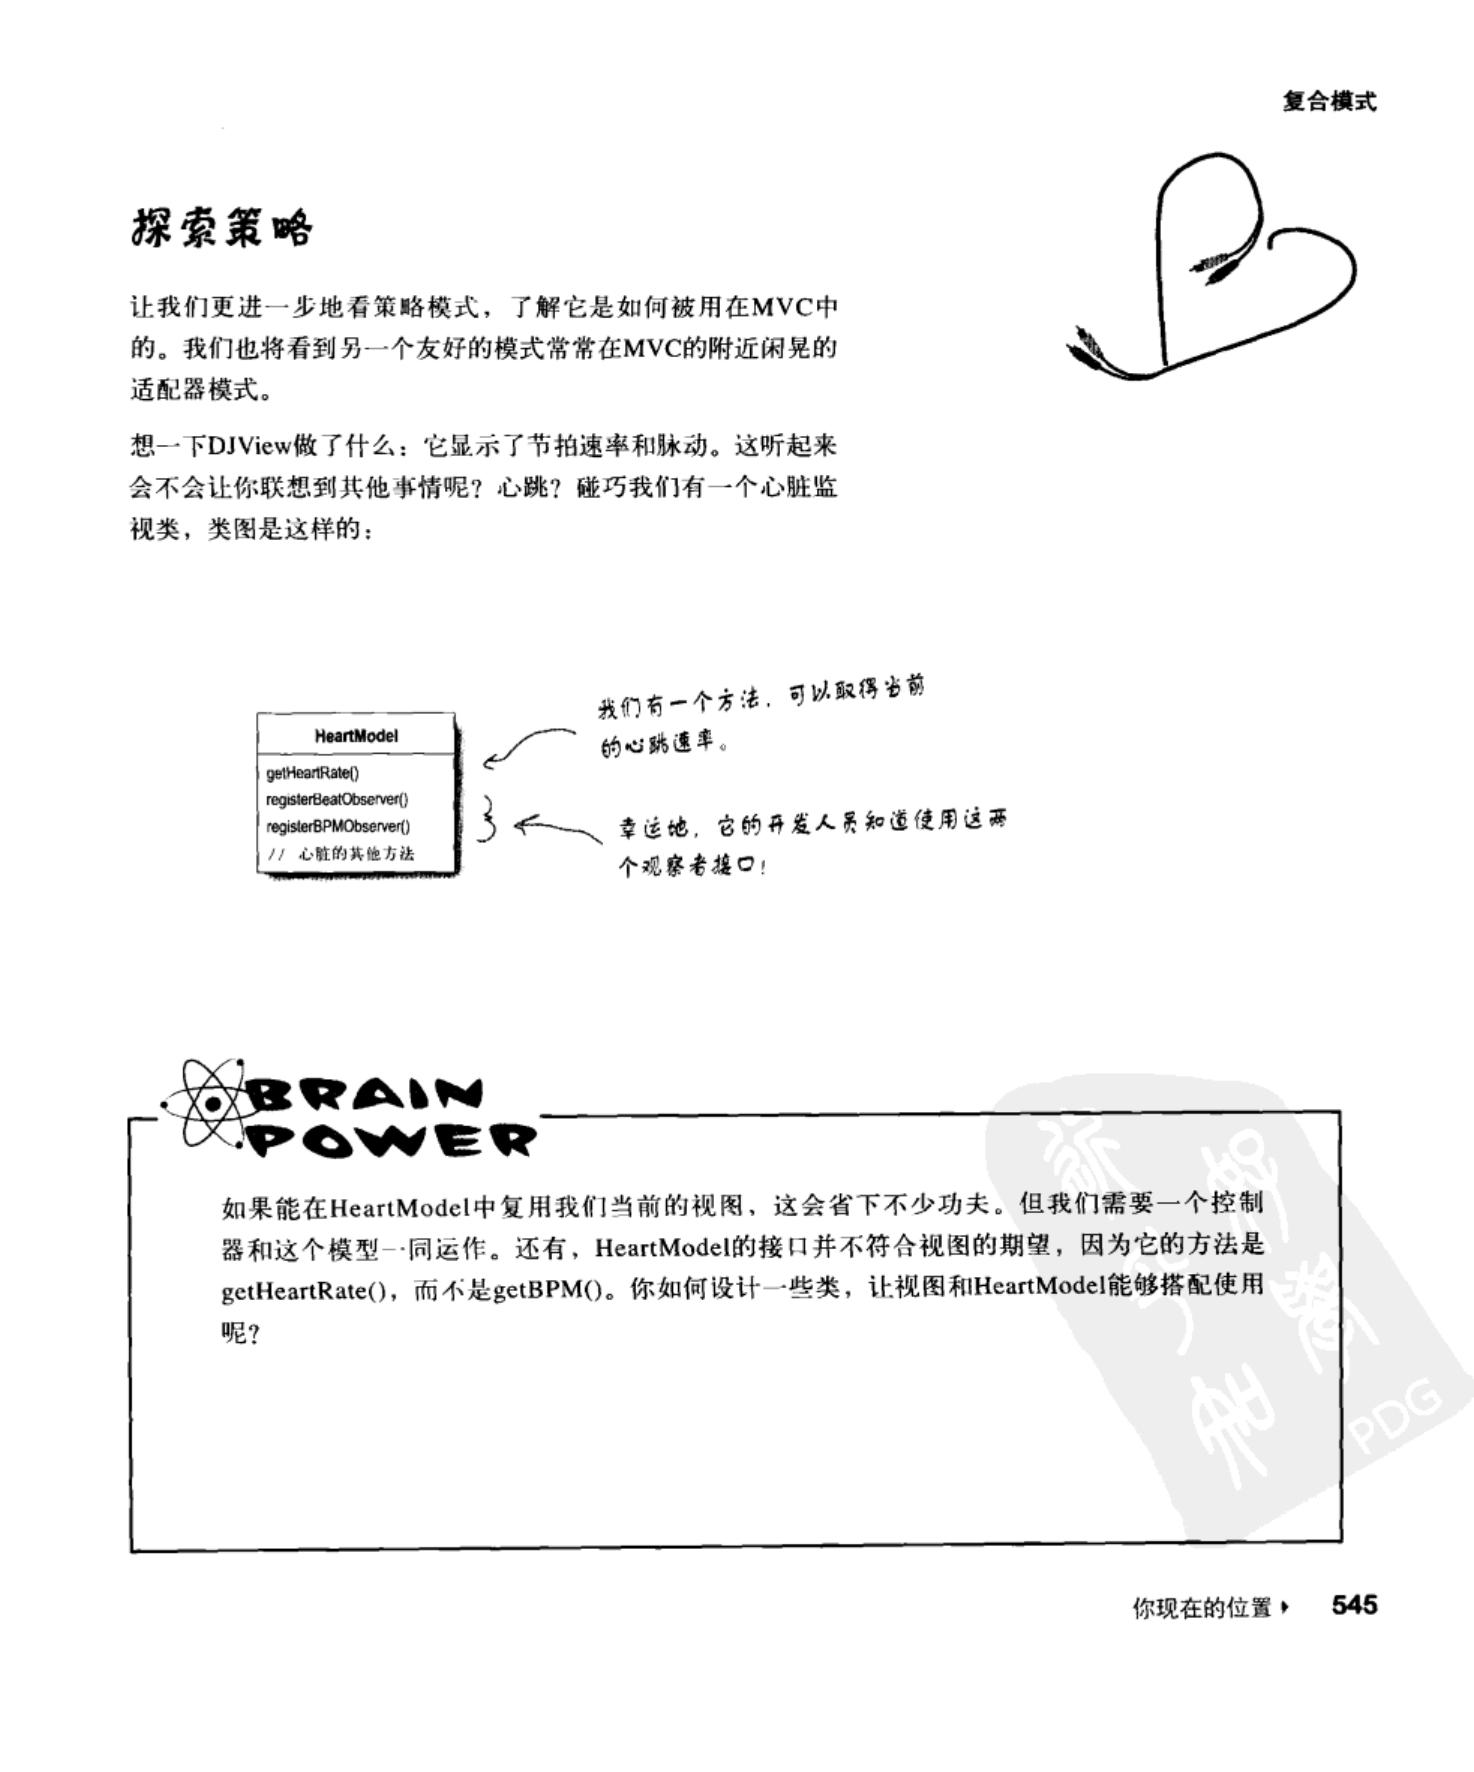 复合模式
探索策略
让我们更进一步地看策略模式，了解它是如何被用在MVC中
的。我们也将看到另一个友好的模式常常在MVC的附近闲晃的
适配器模式。
想一下DJView做了什么：它显示了节拍速率和脉动。这听起来
会不会让你联想到其他事情呢？心跳？碰巧我们有一个心脏监
视类，类图是这样的：
我们有一个方法，可以取得当前
的心跳速率。
HeartModel
getHeartRate()
registerBeatObserver()
registerBPMObserver()
// 心脏的其他方法
幸运地，它的开发人员知道使用这两
个观察者接口！
BRAIN
POWER
如果能在HeartModel中复用我们当前的视图，这会省下不少功夫。但我们需要一个控制
器和这个模型一同运作。还有，HeartModel的接口并不符合视图的期望，因为它的方法是
getHeartRate()，而不是getBPM()。你如何设计一些类，让视图和HeartModel能够搭配使用
呢？
PDG
你现在的位置 ▸ 545